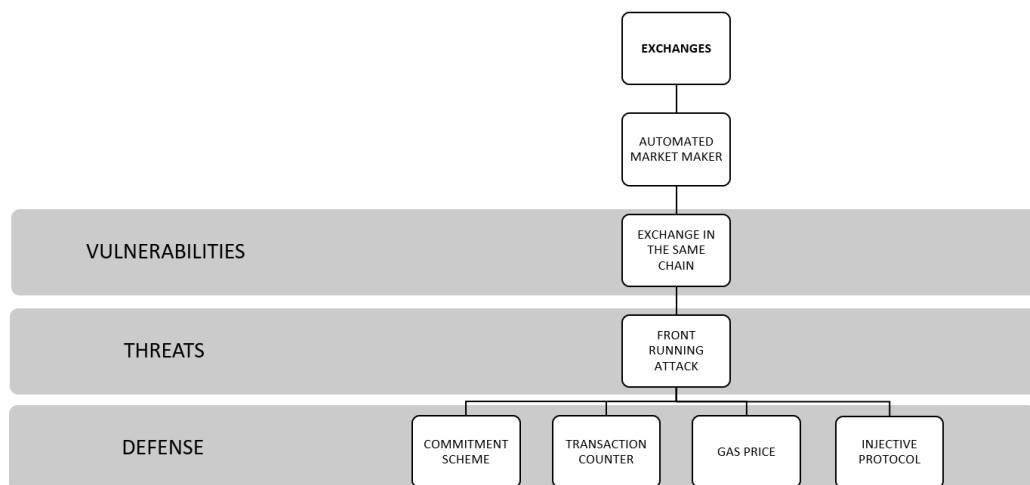 EXCHANGES
AUTOMATED
MARKET MAKER
VULNERABILITIES
EXCHANGE IN
THE SAME
CHAIN
THREATS
FRONT
RUNNING
ATTACK
DEFENSE
COMMITMENT
SCHEME
TRANSACTION
COUNTER
GAS PRICE
INJECTIVE
PROTOCOL